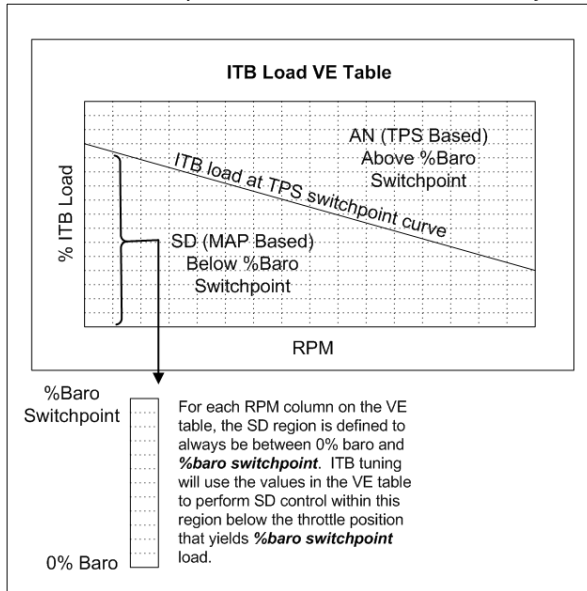 ITB Load VE Table
AN (TPS Based)
Above %Baro
Switchpoint
ITB load at TPS switchpoint curve
% ITB Load
SD (MAP Based)
Below %Baro
Switchpoint
RPM
%Baro
Switchpoint
For each RPM column on the VE
table, the SD region is defined to
always be between 0% baro and
%baro switchpoint. ITB tuning
will use the values in the VE table
to perform SD control within this
region below the throttle position
that yields %baro switchpoint
load.
0% Baro